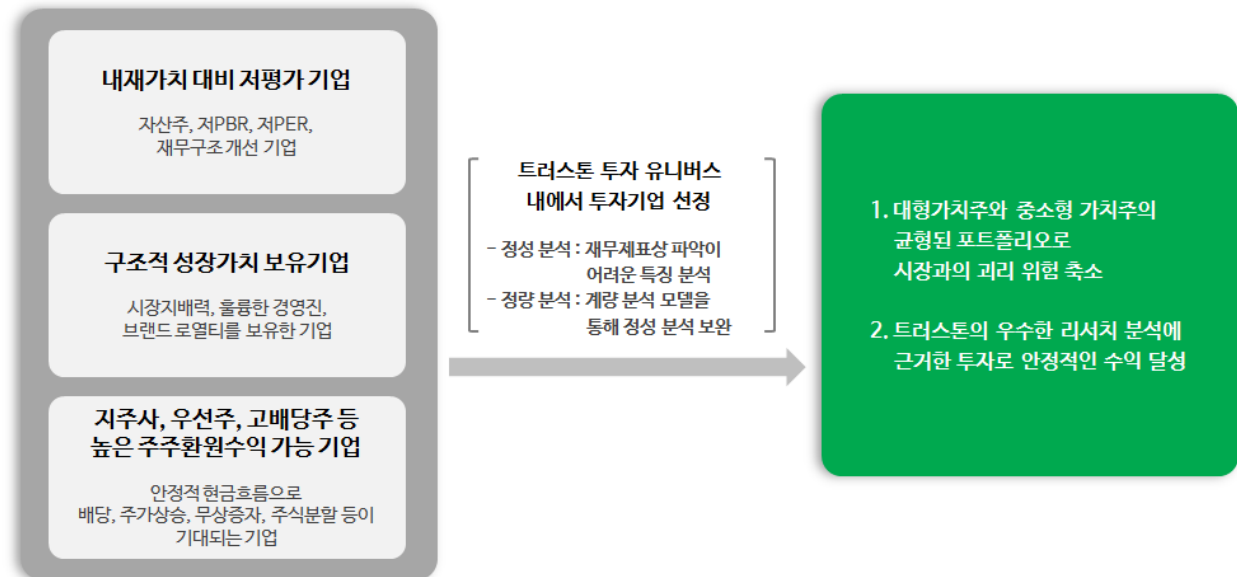 내재가치 대비 저평가 기업
자산주, 저PBR, 저PER,
재무구조 개선 기업
구조적 성장가치 보유기업
시장지배력, 훌륭한 경영진,
브랜드 로열티를 보유한 기업
지주사, 우선주, 고배당주 등
높은 주주환원수익 가능 기업
안정적 현금흐름으로
배당, 주가상승, 무상증자, 주식분할 등이
기대되는 기업
트러스톤 투자 유니버스
내에서 투자기업 선정
- 정성 분석 : 재무제표상 파악이
어려운 특징 분석
- 정량 분석 : 계량 분석 모델을
통해 정성 분석 보완
1. 대형가치주와 중소형 가치주의
균형된 포트폴리오로
시장과의 괴리 위험 축소
2. 트러스톤의 우수한 리서치 분석에
근거한 투자로 안정적인 수익 달성